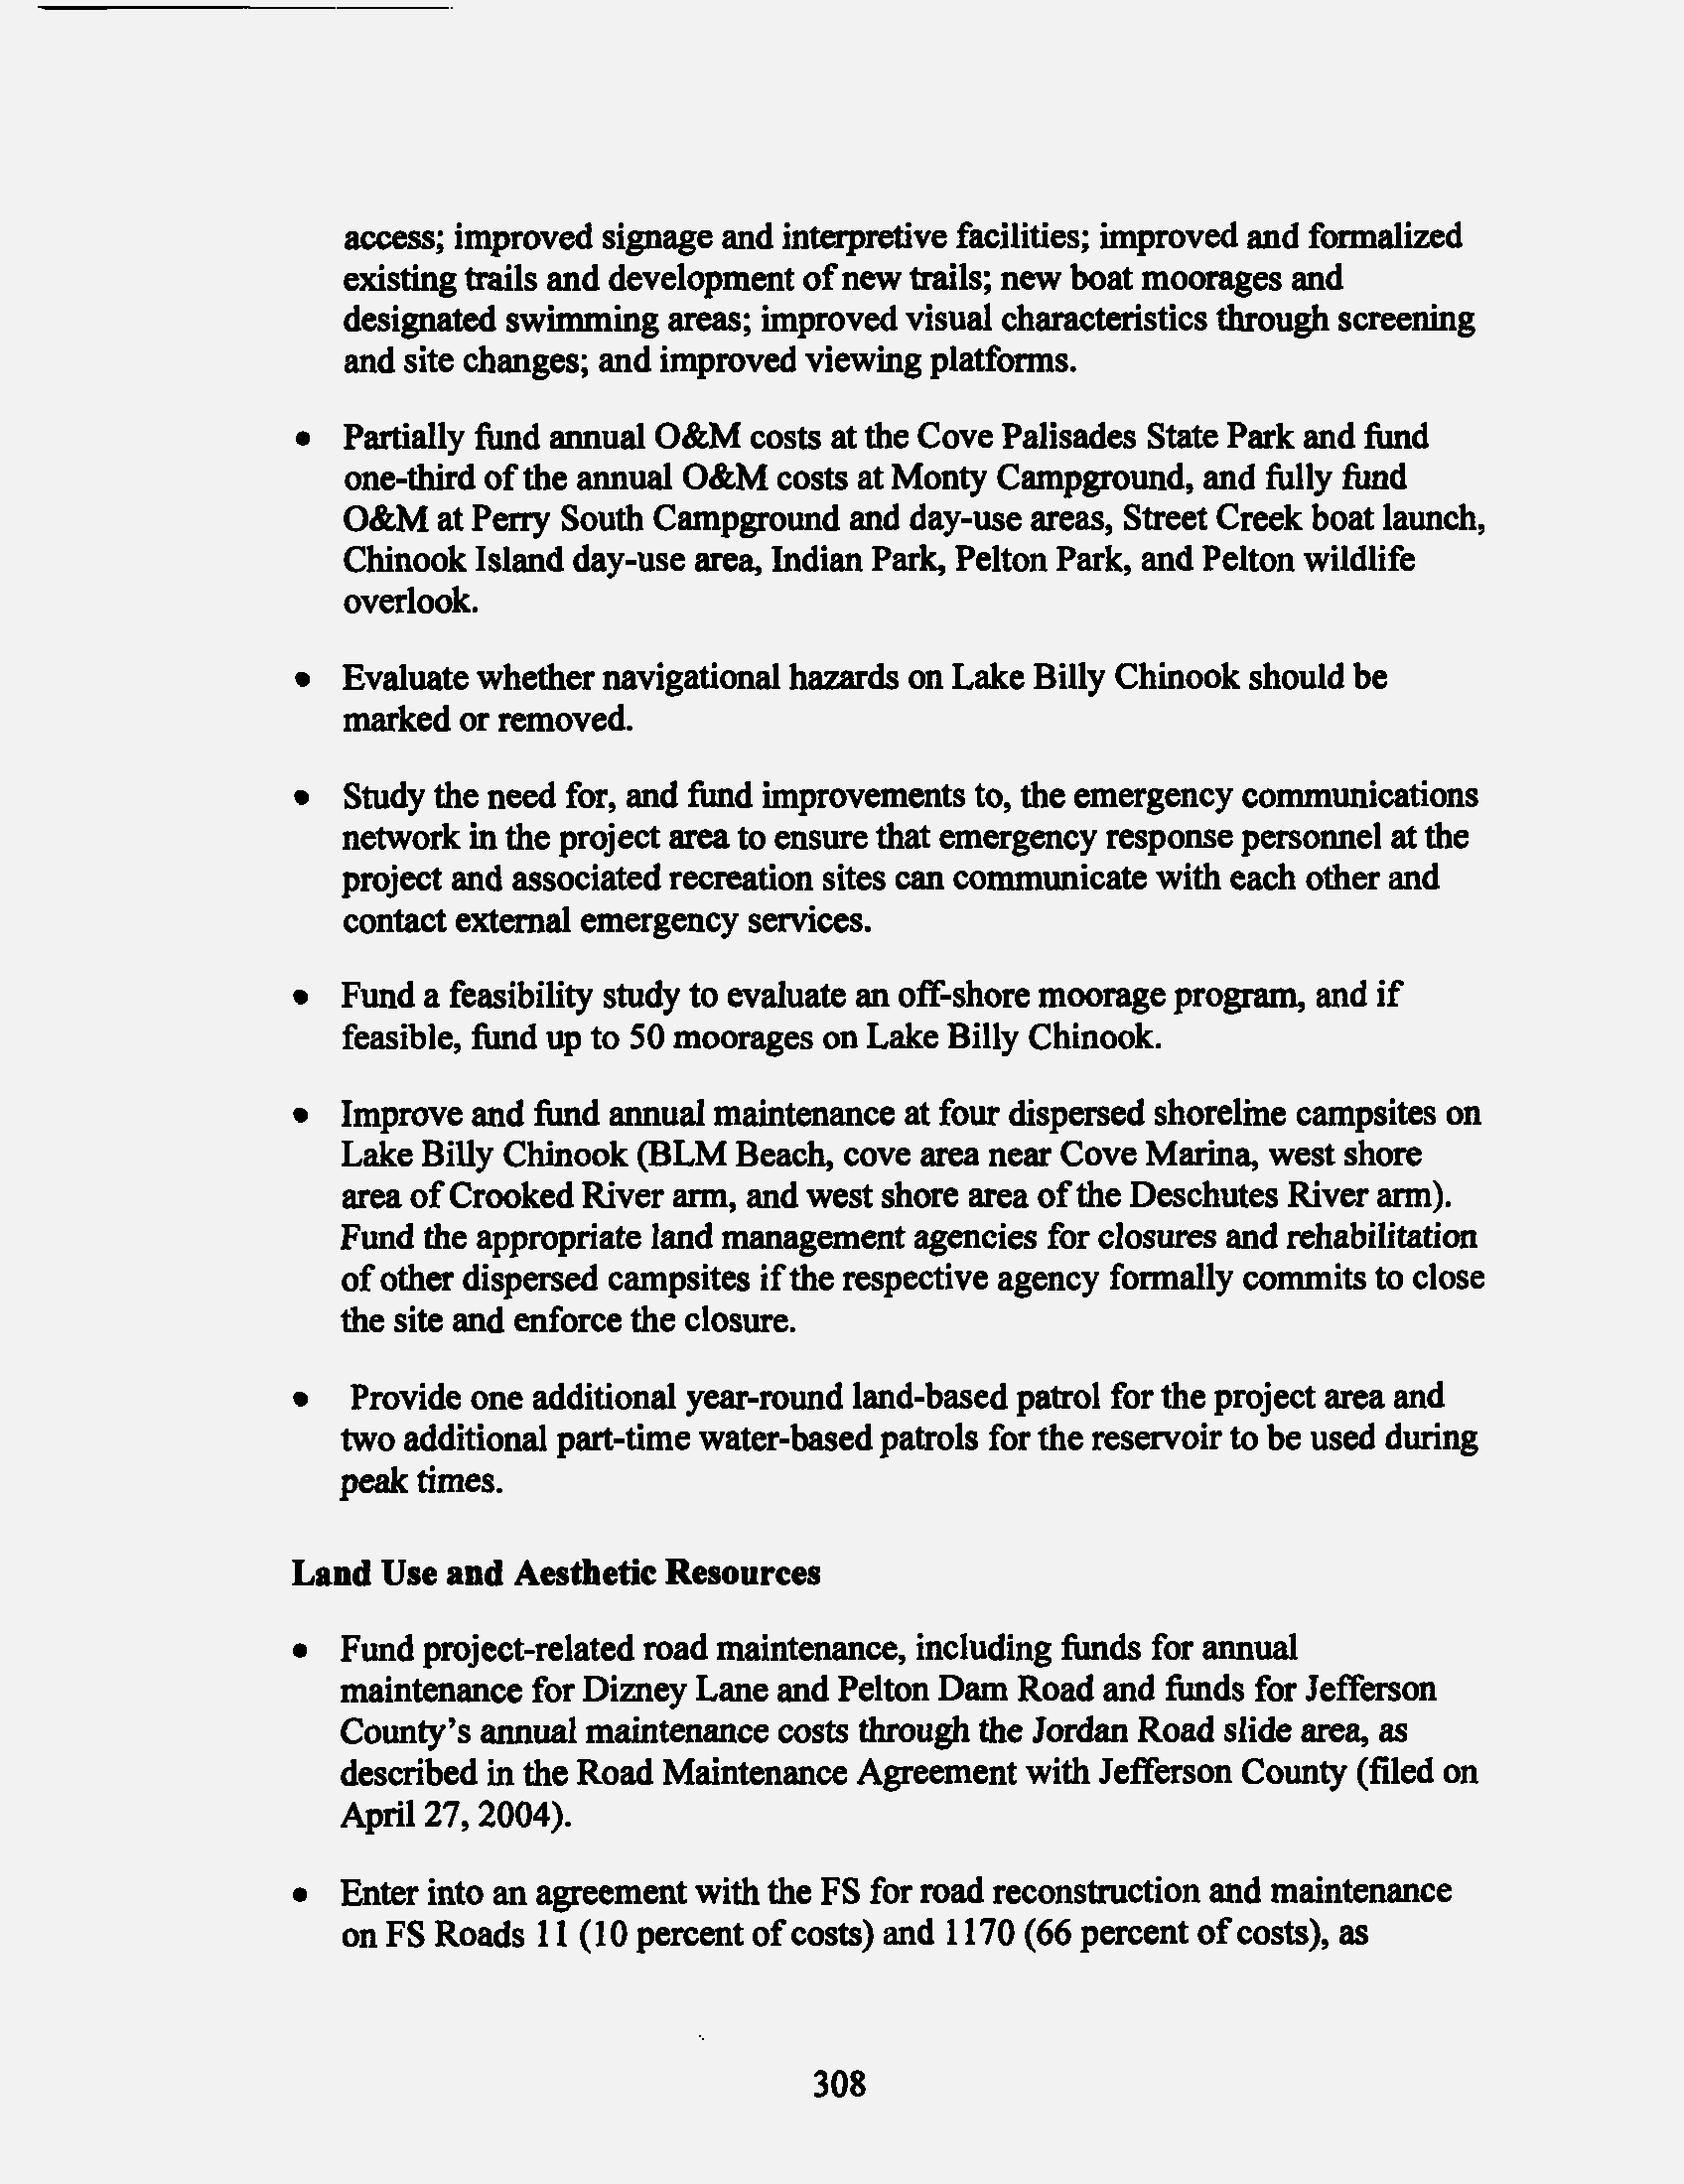 access; improved signage and interpretive facilities; improved and formalized
existing trails and development of new trails; new boat moorages and
designated swimming areas; improved visual characteristics through screening
and site changes; and improved viewing platforms.
• Partially fund annual O&M costs at the Cove Palisades State Park and fund
one-third of the annual O&M costs at Monty Campground, and fully fund
O&M at Perry South Campground and day-use areas, Street Creek boat launch,
Chinook Island day-use area, Indian Park, Pelton Park, and Pelton wildlife
overlook.
• Evaluate whether navigational hazards on Lake Billy Chinook should be
marked or removed.
• Study the need for, and fund improvements to, the emergency communications
network in the project area to ensure that emergency response personnel at the
project and associated recreation sites can communicate with each other and
contact external emergency services.
• Fund a feasibility study to evaluate an off-shore moorage program, and if
feasible, fund up to 50 moorages on Lake Billy Chinook.
• Improve and fund annual maintenance at four dispersed shoreline campsites on
Lake Billy Chinook (BLM Beach, cove area near Cove Marina, west shore
area of Crooked River arm, and west shore area of the Deschutes River arm).
Fund the appropriate land management agencies for closures and rehabilitation
of other dispersed campsites if the respective agency formally commits to close
the site and enforce the closure.
• Provide one additional year-round land-based patrol for the project area and
two additional part-time water-based patrols for the reservoir to be used during
peak times.
Land Use and Aesthetic Resources
• Fund project-related road maintenance, including funds for annual
maintenance for Dizney Lane and Pelton Dam Road and funds for Jefferson
County's annual maintenance costs through the Jordan Road slide area, as
described in the Road Maintenance Agreement with Jefferson County (filed on
April 27, 2004).
• Enter into an agreement with the FS for road reconstruction and maintenance
on FS Roads 11 (10 percent of costs) and 1170 (66 percent of costs), as
308